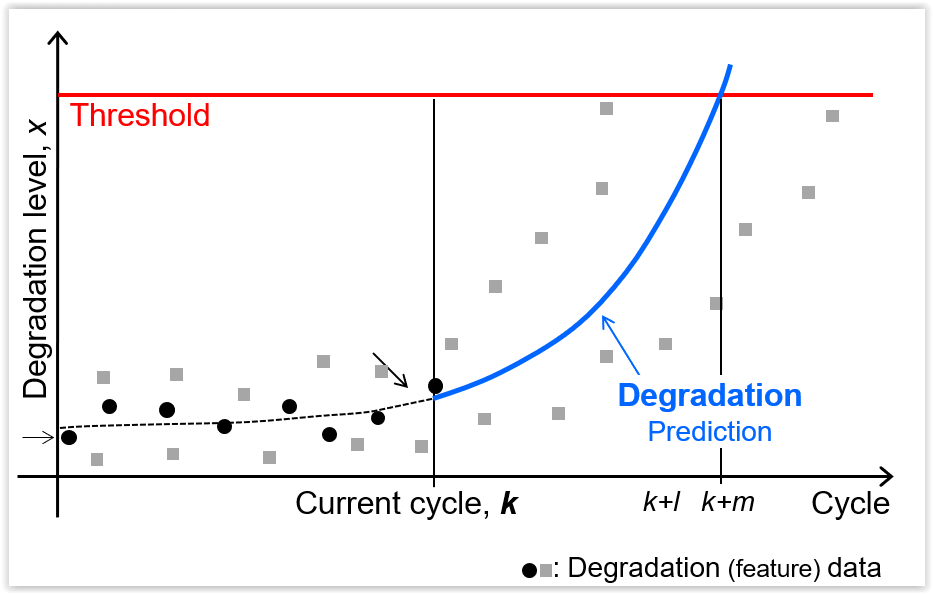 Threshold
Degradation level, x
Degradation
Prediction
Current cycle, k
k+l
k+m
Cycle
: Degradation (feature) data